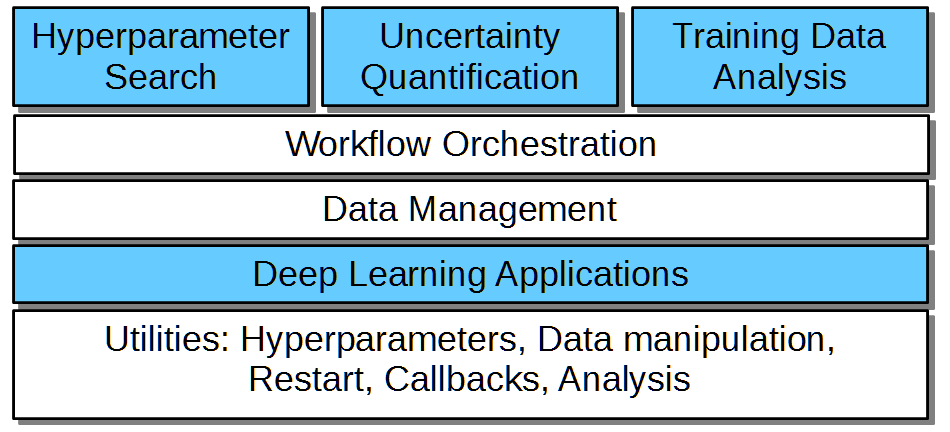 Hyperparameter
Search
Uncertainty
Quantification
Training Data
Analysis
Workflow Orchestration
Data Management
Deep Learning Applications
Utilities: Hyperparameters, Data manipulation,
Restart, Callbacks, Analysis